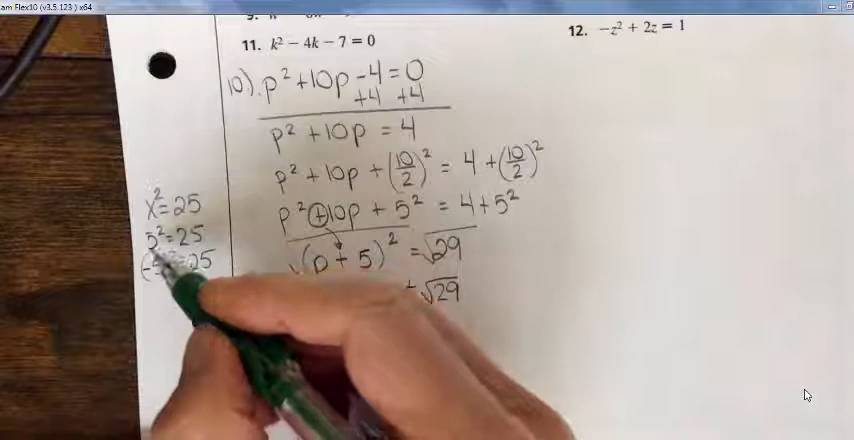 am Flex10 (v3.5.123 ) x64
11. k² − 4k − 7 = 0
12. −z² + 2z = 1
10). p² + 10p − 4 = 0
+4 +4
p² + 10p = 4
p² + 10p + (10/2)² = 4 + (10/2)²
p² + 10p + 5² = 4 + 5²
√(p + 5)² = √29
± √29
x² = 25
5² = 25
= 25